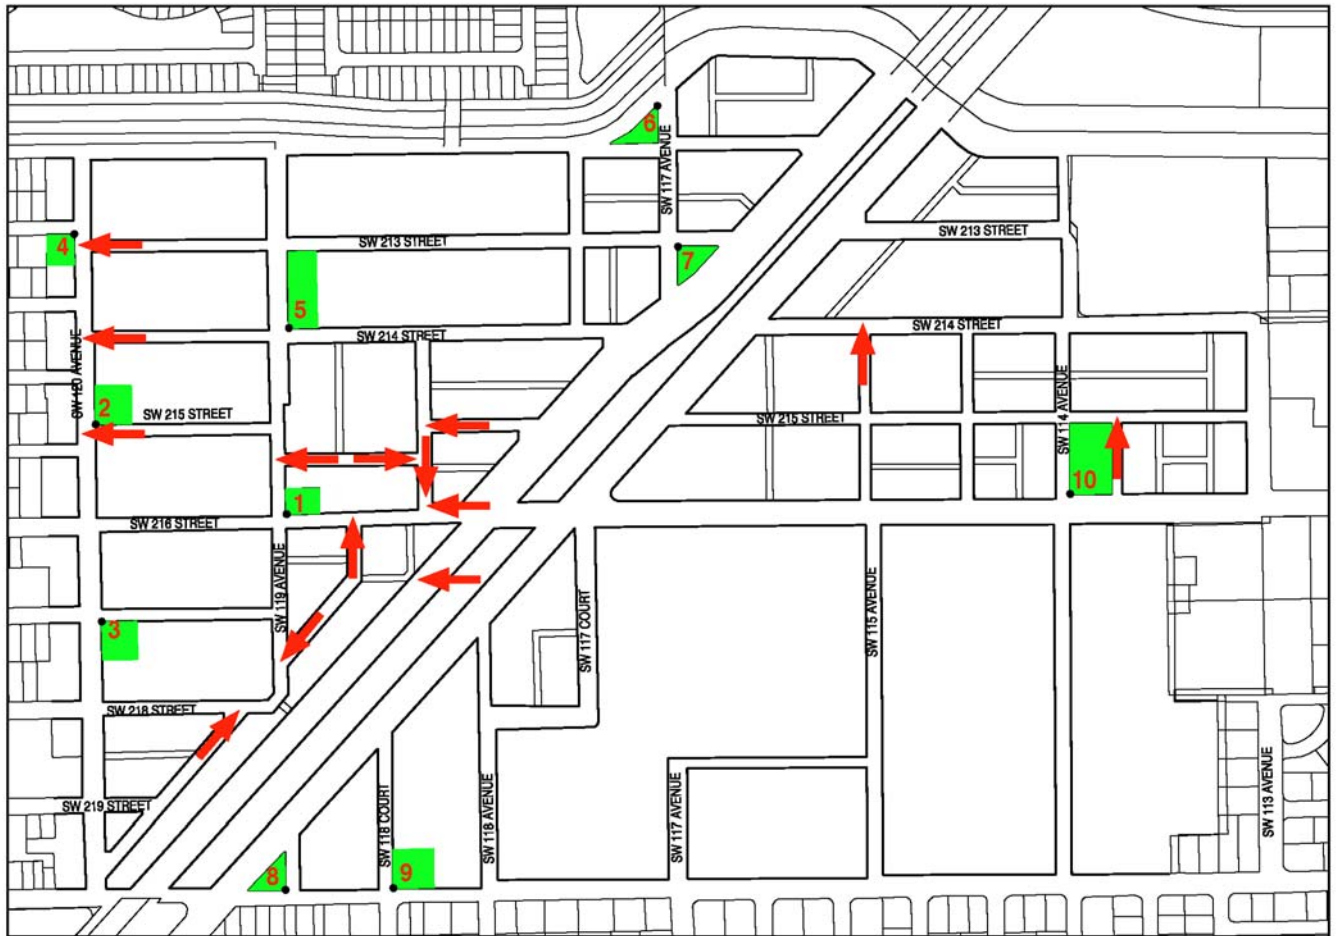 6
SW 117 AVENUE
4
SW 213 STREET
SW 213 STREET
7
5
SW 214 STREET
SW 214 STREET
SW 120 AVENUE
2
SW 215 STREET
SW 215 STREET
SW 114 AVENUE
10
1
SW 216 STREET
SW 119 AVENUE
SW 117 COURT
SW 115 AVENUE
3
SW 218 STREET
SW 219 STREET
SW 118 COURT
SW 118 AVENUE
SW 117 AVENUE
SW 113 AVENUE
8
9